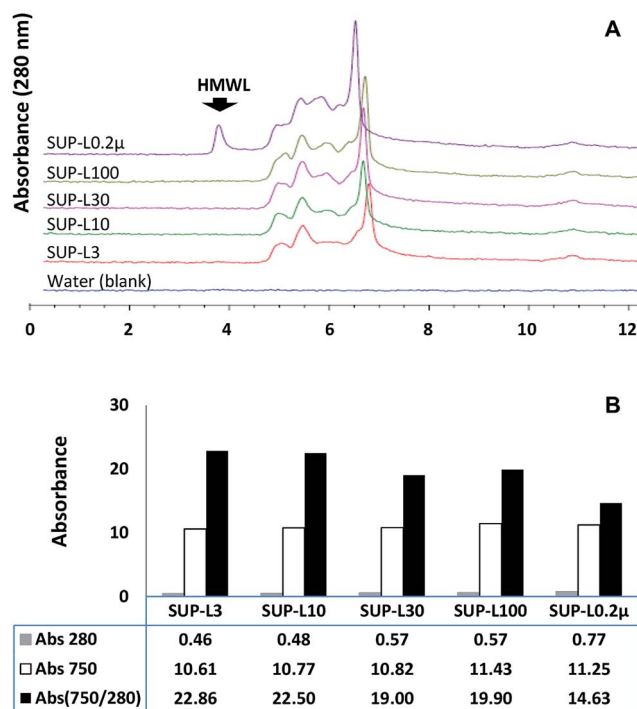 A
Absorbance (280 nm)
HMWL
SUP-L0.2μ
SUP-L100
SUP-L30
SUP-L10
SUP-L3
Water (blank)
0 2 4 6 8 10 12
B
Absorbance
30
20
10
0
SUP-L3 SUP-L10 SUP-L30 SUP-L100 SUP-L0.2μ
Abs 280 0.46 0.48 0.57 0.57 0.77
Abs 750 10.61 10.77 10.82 11.43 11.25
Abs(750/280) 22.86 22.50 19.00 19.90 14.63